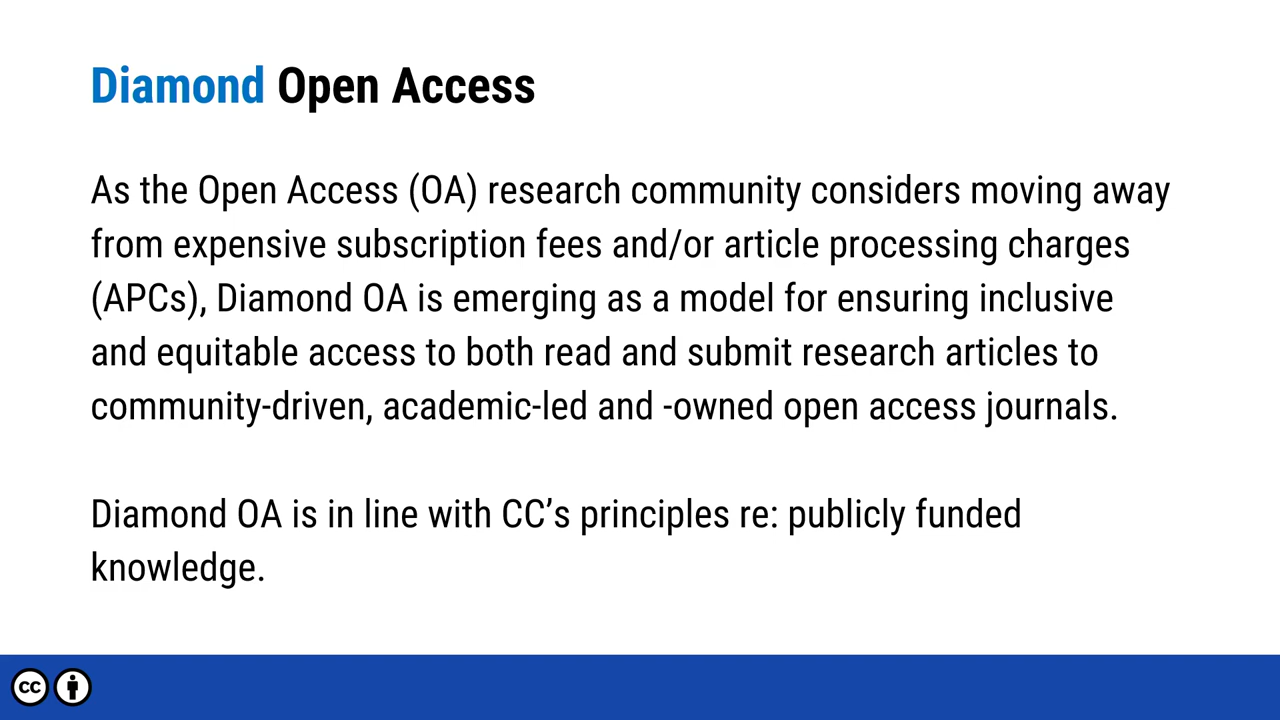 Diamond Open Access
As the Open Access (OA) research community considers moving away
from expensive subscription fees and/or article processing charges
(APCs), Diamond OA is emerging as a model for ensuring inclusive
and equitable access to both read and submit research articles to
community-driven, academic-led and -owned open access journals.
Diamond OA is in line with CC’s principles re: publicly funded
knowledge.
cc